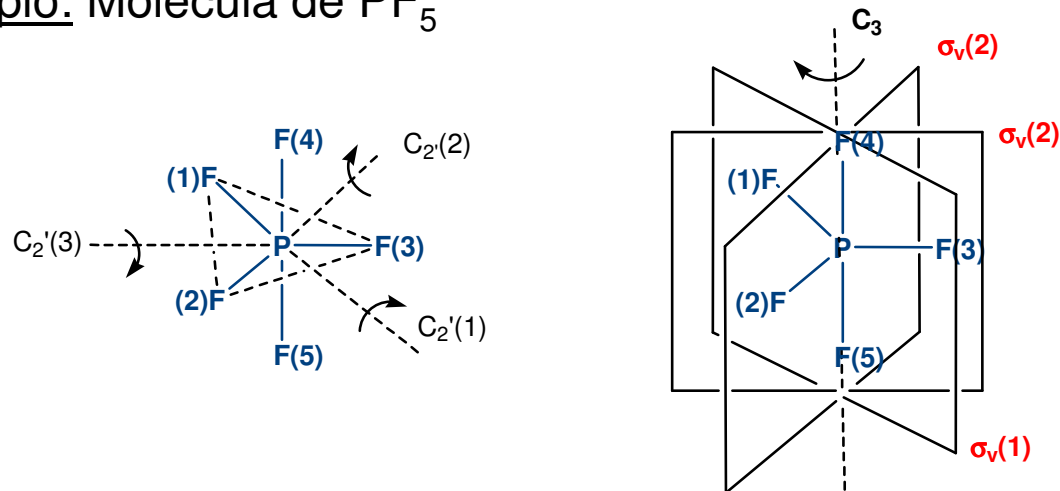 plo: Molécula de PF5
F(4)
C2'(2)
(1)F
C2'(3)
P
F(3)
(2)F
C2'(1)
F(5)
C3
σv(2)
σv(2)
F(4)
(1)F
P
F(3)
(2)F
F(5)
σv(1)